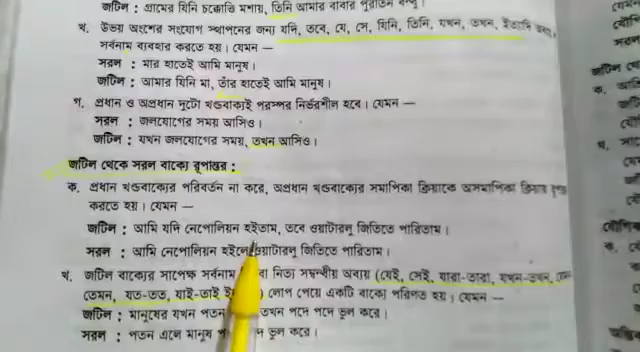 জটিল : গ্রামের যিনি চক্কোত্তি মশায়, তিনি আমার বাবার পুরাতন বন্ধু।
খ. উভয় অংশের সংযোগ স্থাপনের জন্য যদি, তবে, যে, সে, যিনি, তিনি, যখন, তখন, ইত্যাদি
সর্বনাম ব্যবহার করতে হয়। যেমন —
সরল : মার হাতেই আমি মানুষ।
জটিল : আমার যিনি মা, তাঁর হাতেই আমি মানুষ।
গ. প্রধান ও অপ্রধান দুটো খন্ডবাক্যই পরস্পর নির্ভরশীল হবে। যেমন —
সরল : জলযোগের সময় আসিও।
জটিল : যখন জলযোগের সময়, তখন আসিও।
জটিল থেকে সরল বাক্যে রূপান্তর :
ক. প্রধান খন্ডবাক্যের পরিবর্তন না করে, অপ্রধান খন্ডবাক্যের সমাপিকা ক্রিয়াকে অসমাপিকা ক্রিয়ায়
করতে হয়। যেমন —
জটিল : আমি যদি নেপোলিয়ন হইতাম, তবে ওয়াটারলু জিতিতে পারিতাম।
সরল : আমি নেপোলিয়ন হইলে ওয়াটারলু জিতিতে পারিতাম।
খ. জটিল বাক্যের সাপেক্ষ সর্বনাম বা নিত্য সম্বন্ধীয় অব্যয় (যেই, সেই, যারা-তারা, যখন-তখন,
তেমন, যত-তত, যাই-তাই লোপ পেয়ে একটি বাক্যে পরিণত হয়। যেমন —
জটিল : মানুষের যখন পতন তখন পদে পদে ভুল করে।
সরল : পতন এলে মানুষ ভুল করে।